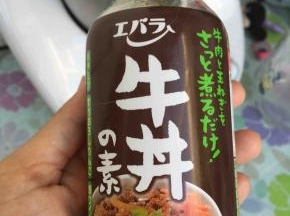 エバラ
牛丼
の素
牛肉と玉ねぎを
さっと煮るだけ！